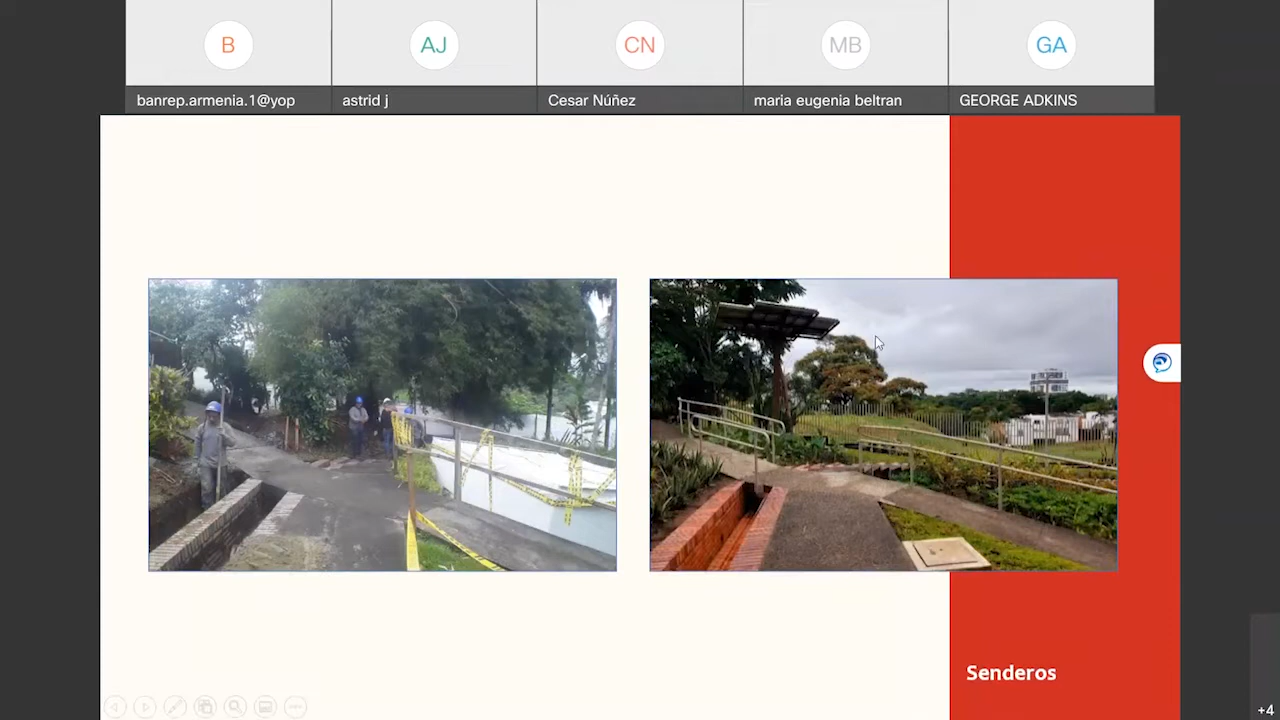 B
AJ
CN
MB
GA
banrep.armenia.1@yop
astrid j
Cesar Núñez
maria eugenia beltran
GEORGE ADKINS
Senderos
+4